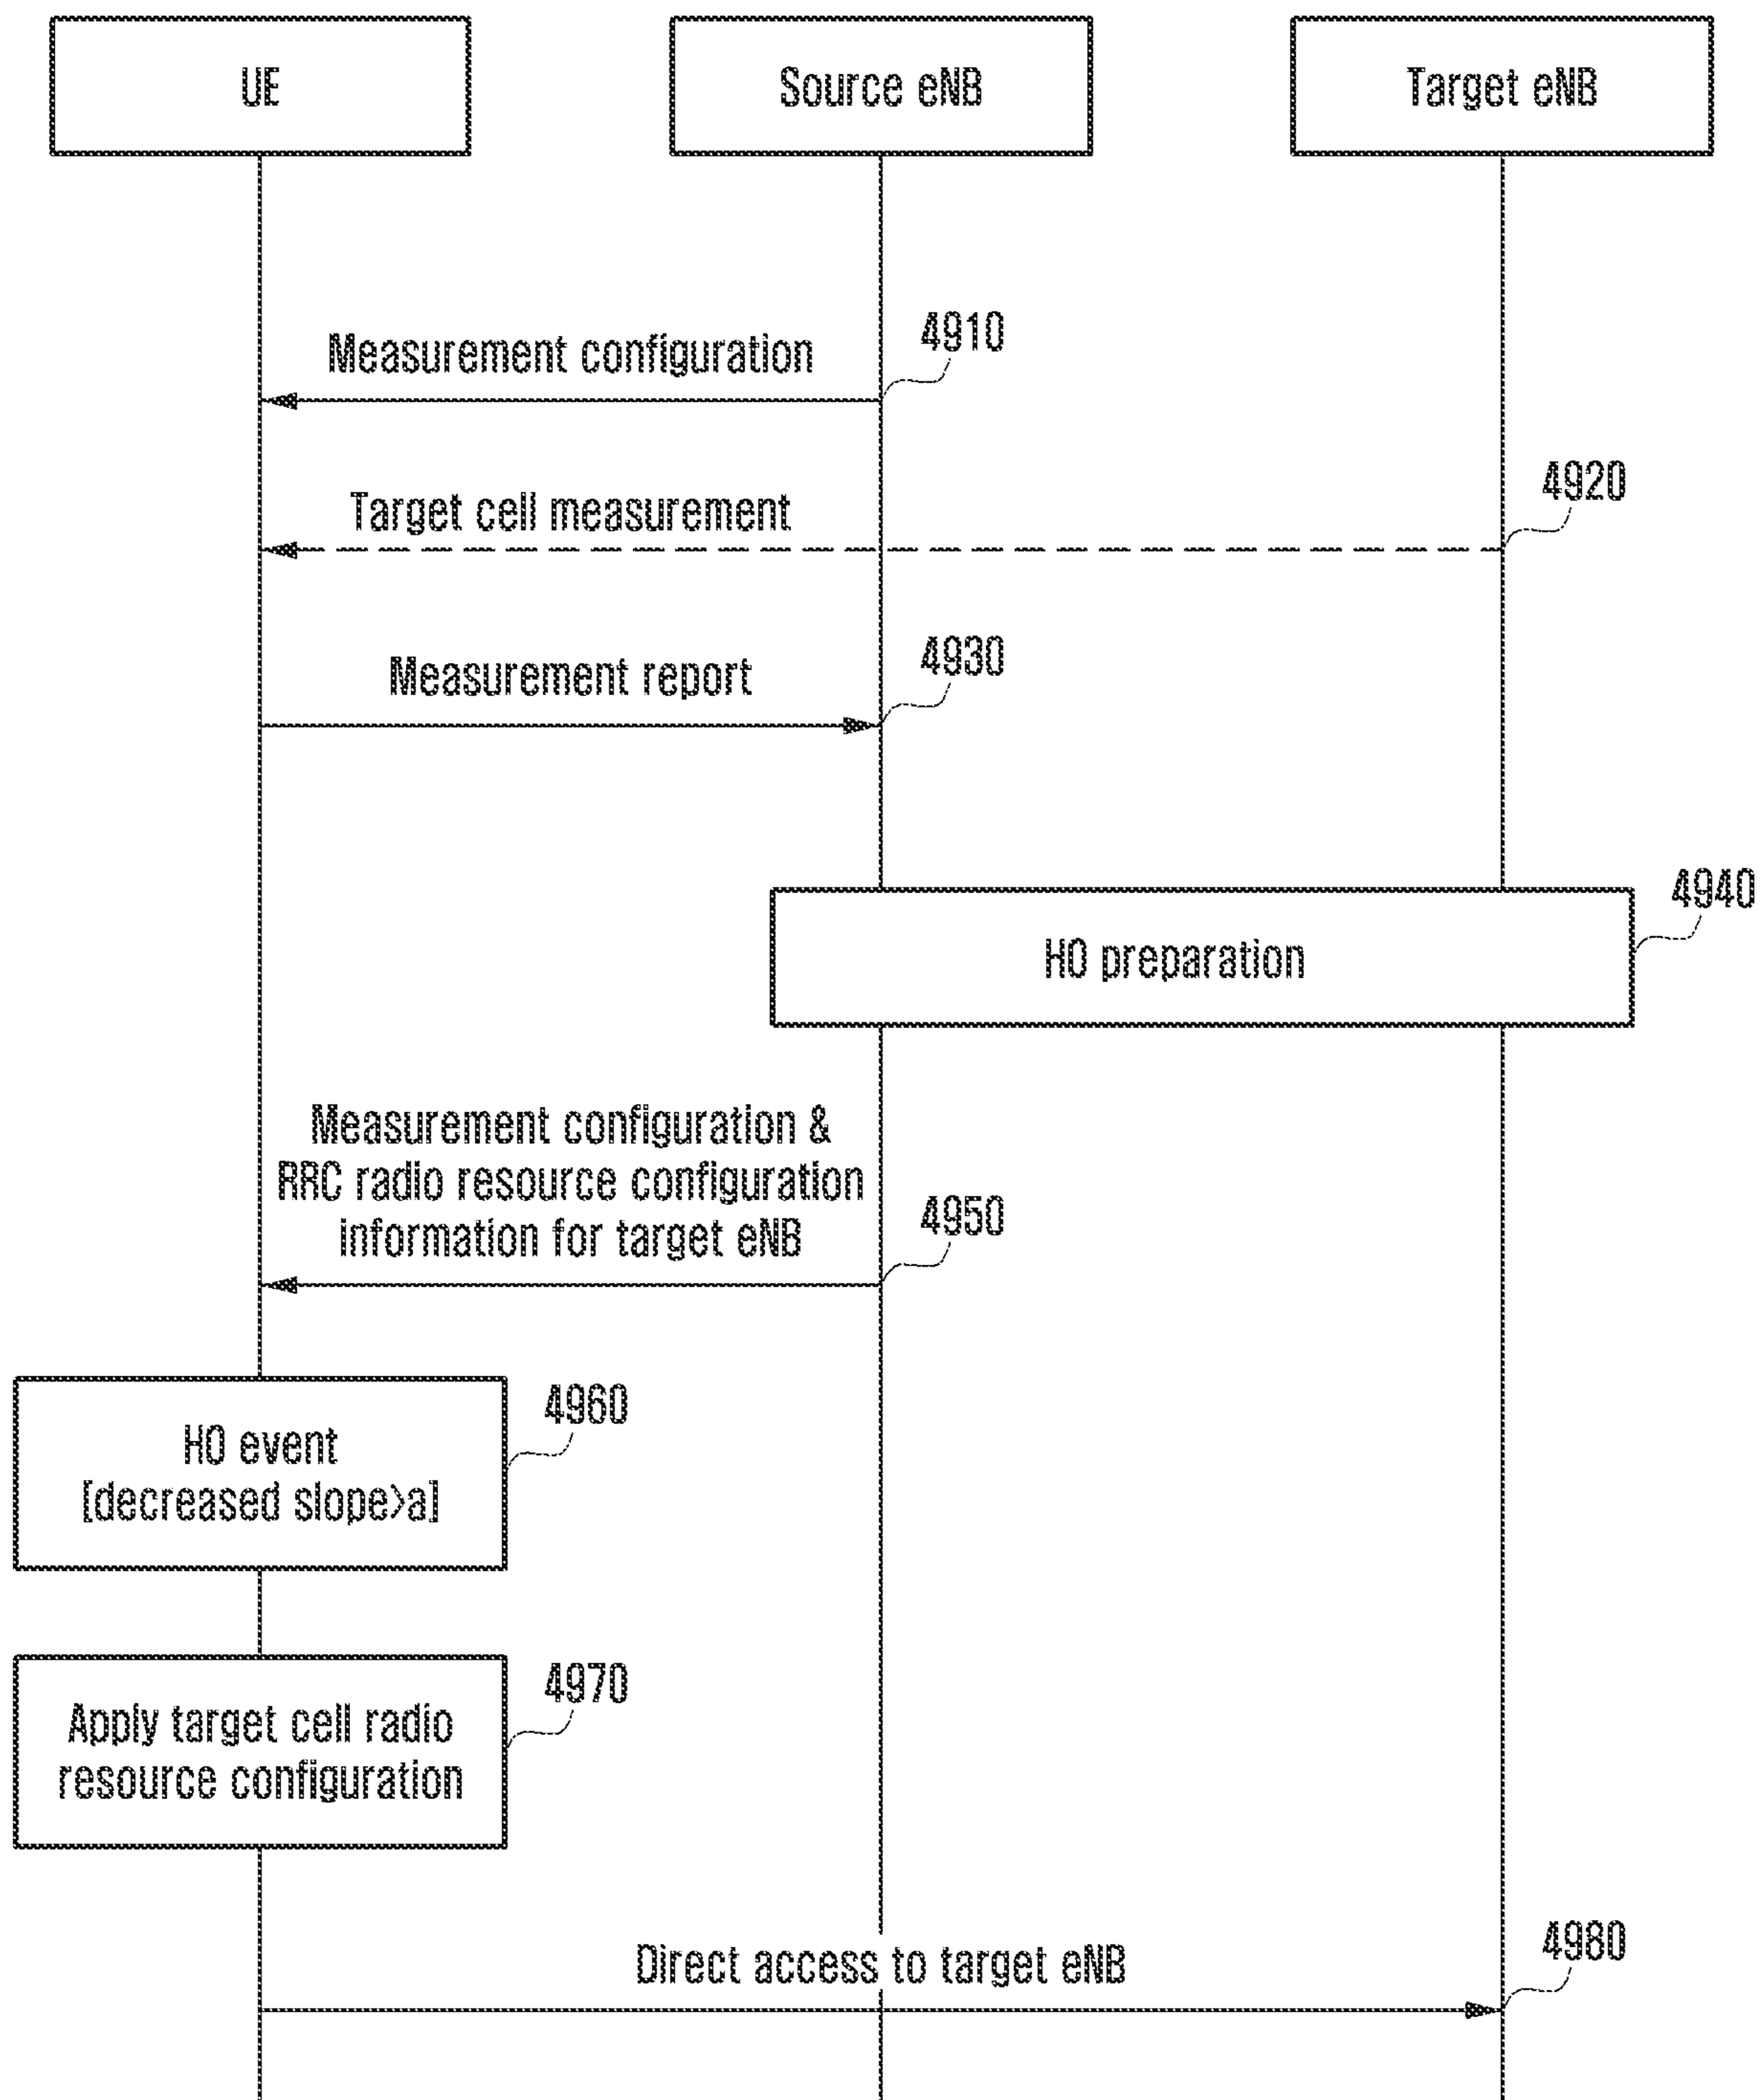 UE
Source eNB
Target eNB
4910
Measurement configuration
4920
Target cell measurement
4930
Measurement report
4940
HO preparation
Measurement configuration &
RRC radio resource configuration
information for target eNB
4950
4960
HO event
[decreased slope>a]
4970
Apply target cell radio
resource configuration
4980
Direct access to target eNB